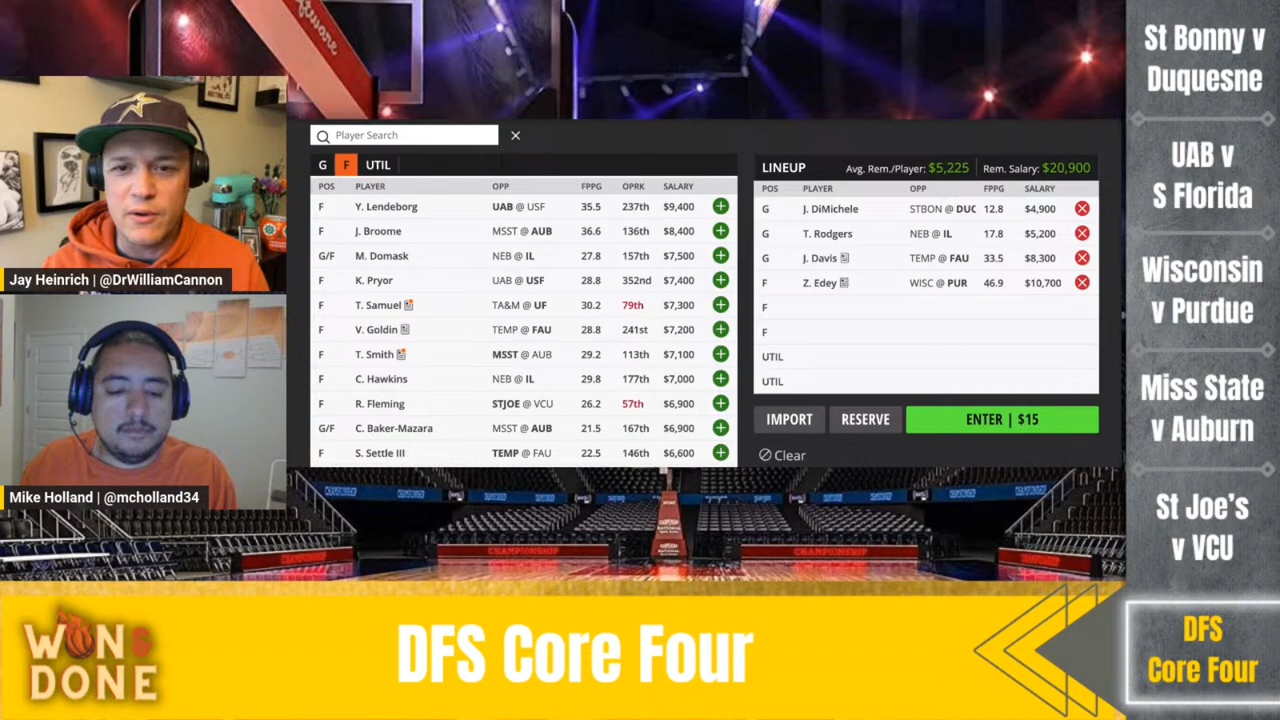 St Bonny v
Duquesne
UAB v
S Florida
Wisconsin
v Purdue
Miss State
v Auburn
St Joe's
v VCU
DFS
Core Four
Jay Heinrich | @DrWilliamCannon
Mike Holland | @mcholland34
Player Search
G F UTIL
POS PLAYER OPP FPPG OPRK SALARY
F Y. Lendeborg UAB @ USF 35.5 237th $9,400
F J. Broome MSST @ AUB 36.6 136th $8,400
G/F M. Domask NEB @ IL 27.8 157th $7,500
F K. Pryor UAB @ USF 28.8 352nd $7,400
F T. Samuel TA&M @ UF 30.2 79th $7,300
F V. Goldin TEMP @ FAU 28.8 241st $7,200
F T. Smith MSST @ AUB 29.2 113th $7,100
F C. Hawkins NEB @ IL 29.8 177th $7,000
F R. Fleming STJOE @ VCU 26.2 57th $6,900
G/F C. Baker-Mazara MSST @ AUB 21.5 167th $6,900
F S. Settle III TEMP @ FAU 22.5 146th $6,600
LINEUP Avg. Rem./Player: $5,225 Rem. Salary: $20,900
POS PLAYER OPP FPPG SALARY
G J. DiMichele STBON @ DUC 12.8 $4,900
G T. Rodgers NEB @ IL 17.8 $5,200
G J. Davis TEMP @ FAU 33.5 $8,300
F Z. Edey WISC @ PUR 46.9 $10,700
F
F
UTIL
UTIL
IMPORT RESERVE ENTER | $15
Clear
CHAMPIONSHIP
CHAMPIONSHIP
WON &
DONE
DFS Core Four